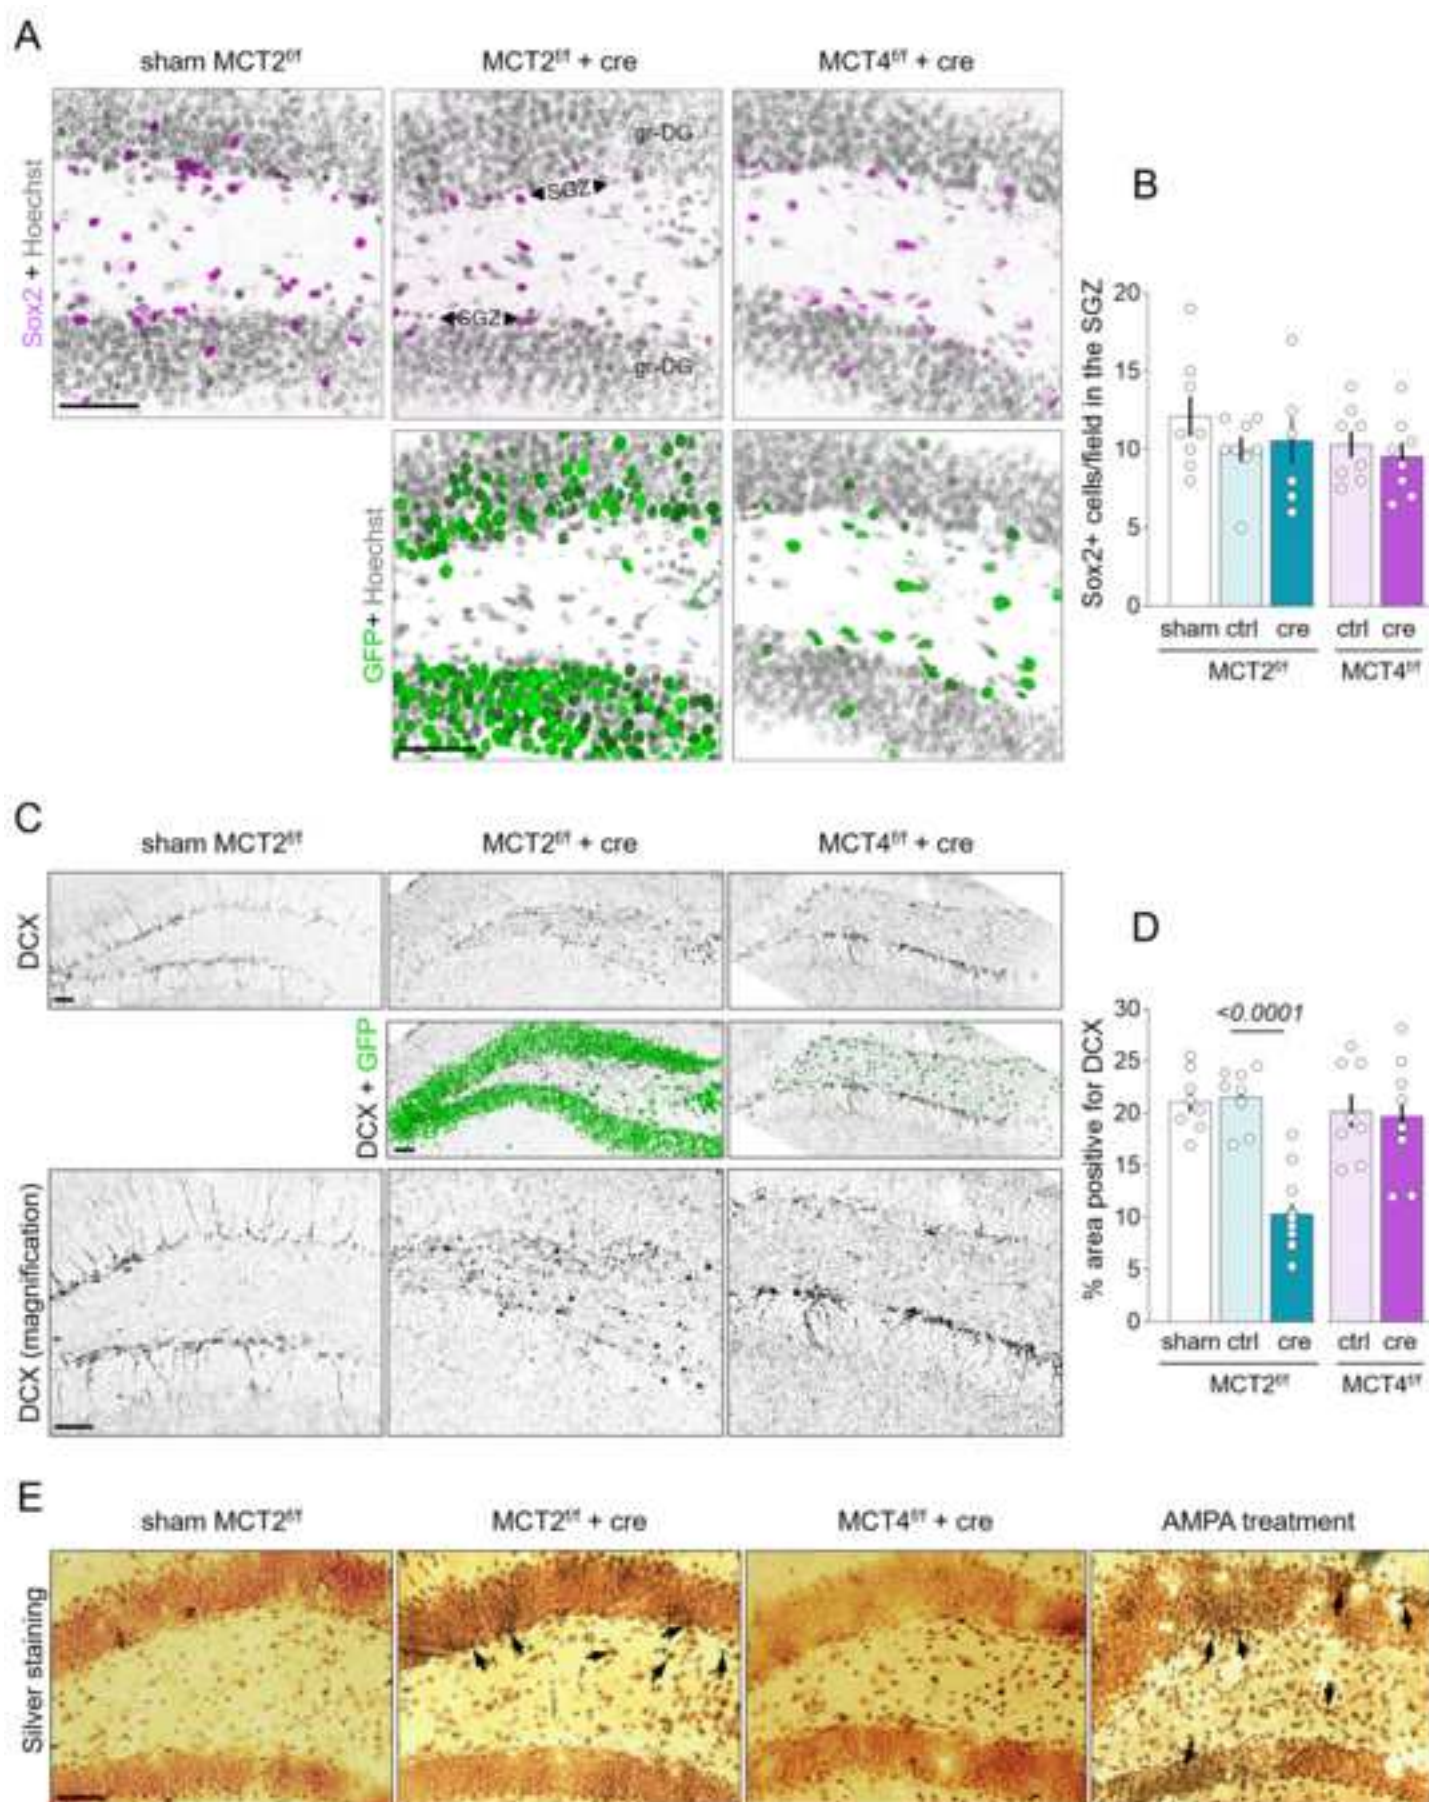 A
sham MCT2f/f
MCT2f/f + cre
MCT4f/f + cre
Sox2 + Hoechst
gr-DG
SGZ
SGZ
gr-DG
GFP+ Hoechst
B
Sox2+ cells/field in the SGZ
20
15
10
5
0
sham ctrl cre ctrl cre
MCT2f/f MCT4f/f
C
sham MCT2f/f
MCT2f/f + cre
MCT4f/f + cre
DCX
DCX + GFP
DCX (magnification)
D
% area positive for DCX
30
25
20
15
10
5
0
<0.0001
sham ctrl cre ctrl cre
MCT2f/f MCT4f/f
E
sham MCT2f/f
MCT2f/f + cre
MCT4f/f + cre
AMPA treatment
Silver staining